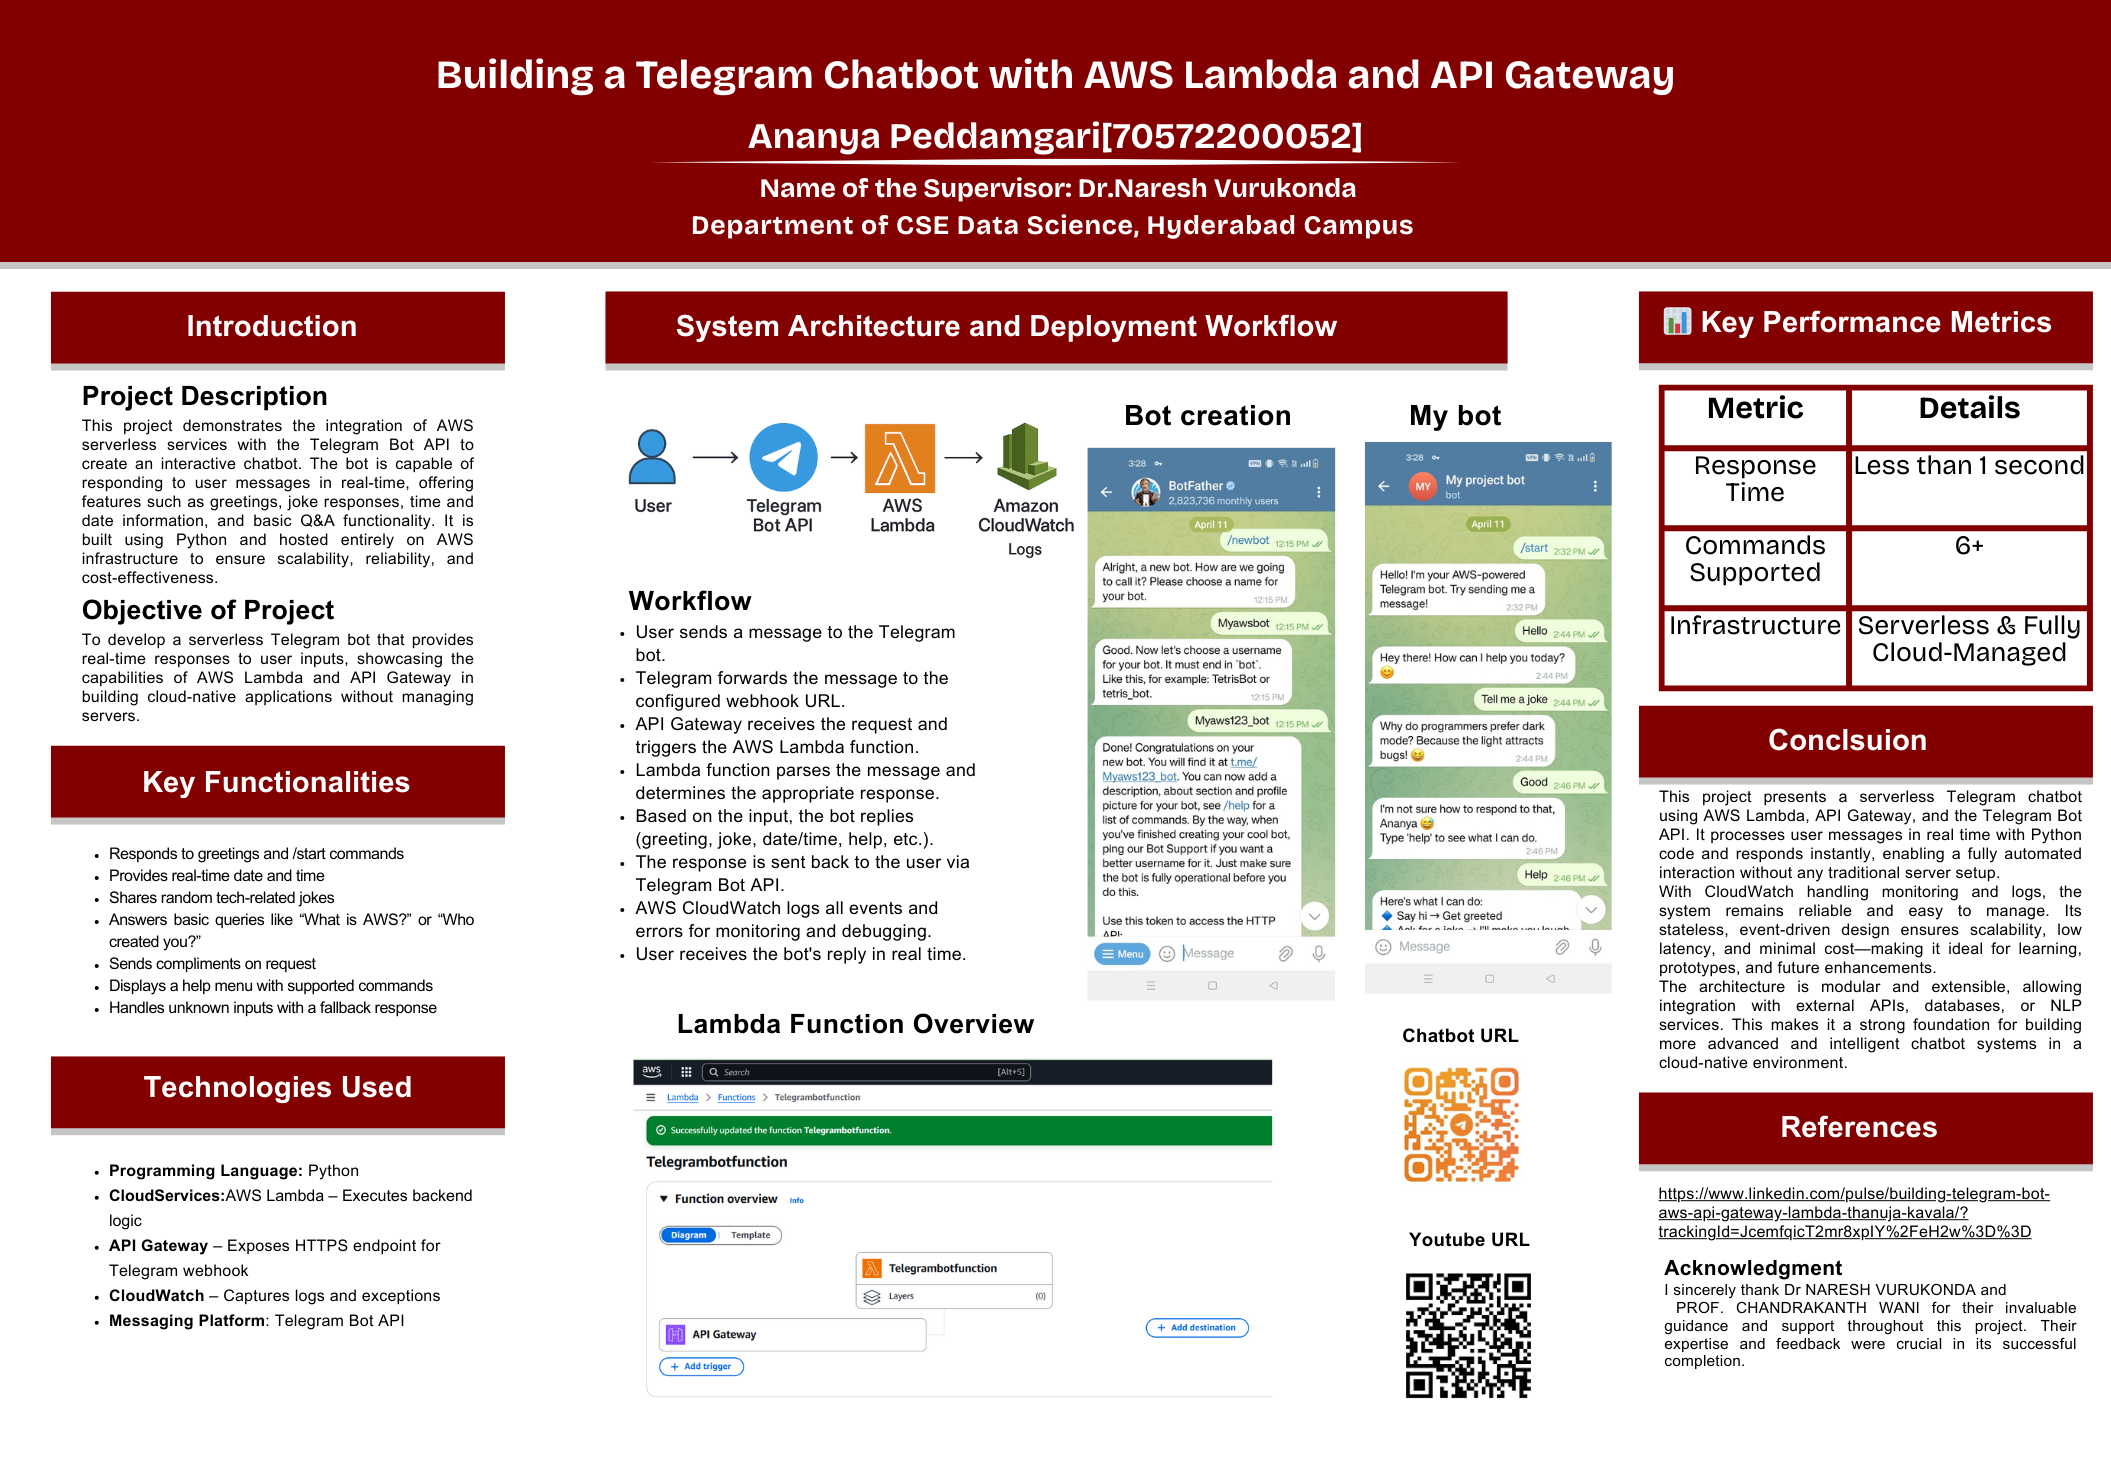 Building a Telegram Chatbot with AWS Lambda and API Gateway
Ananya Peddamgari[70572200052]
Name of the Supervisor: Dr.Naresh Vurukonda
Department of CSE Data Science, Hyderabad Campus
Introduction
Project Description
This project demonstrates the integration of AWS
serverless services with the Telegram Bot API to
create an interactive chatbot. The bot is capable of
responding to user messages in real-time, offering
features such as greetings, joke responses, time and
date information, and basic Q&A functionality. It is
built using Python and hosted entirely on AWS
infrastructure to ensure scalability, reliability, and
cost-effectiveness.
Objective of Project
To develop a serverless Telegram bot that provides
real-time responses to user inputs, showcasing the
capabilities of AWS Lambda and API Gateway in
building cloud-native applications without managing
servers.
Key Functionalities
• Responds to greetings and /start commands
• Provides real-time date and time
• Shares random tech-related jokes
• Answers basic queries like “What is AWS?” or “Who
created you?”
• Sends compliments on request
• Displays a help menu with supported commands
• Handles unknown inputs with a fallback response
Technologies Used
• Programming Language: Python
• CloudServices:AWS Lambda – Executes backend
logic
• API Gateway – Exposes HTTPS endpoint for
Telegram webhook
• CloudWatch – Captures logs and exceptions
• Messaging Platform: Telegram Bot API
System Architecture and Deployment Workflow
User
Telegram
Bot API
AWS
Lambda
Amazon
CloudWatch
Logs
Workflow
• User sends a message to the Telegram
bot.
• Telegram forwards the message to the
configured webhook URL.
• API Gateway receives the request and
triggers the AWS Lambda function.
• Lambda function parses the message and
determines the appropriate response.
• Based on the input, the bot replies
(greeting, joke, date/time, help, etc.).
• The response is sent back to the user via
Telegram Bot API.
• AWS CloudWatch logs all events and
errors for monitoring and debugging.
• User receives the bot's reply in real time.
Bot creation
3:28
BotFather
2,823,736 monthly users
April 11
/newbot 12:15 PM
Alright, a new bot. How are we going
to call it? Please choose a name for
your bot. 12:15 PM
Myawsbot 12:15 PM
Good. Now let's choose a username
for your bot. It must end in `bot`.
Like this, for example: TetrisBot or
tetris_bot. 12:15 PM
Myaws123_bot 12:15 PM
Done! Congratulations on your
new bot. You will find it at t.me/
Myaws123_bot. You can now add a
description, about section and profile
picture for your bot, see /help for a
list of commands. By the way, when
you've finished creating your cool bot,
ping our Bot Support if you want a
better username for it. Just make sure
the bot is fully operational before you
do this.
Use this token to access the HTTP
API:
Menu Message
My bot
3:28
MY
My project bot
bot
April 11
/start 2:32 PM
Hello! I'm your AWS-powered
Telegram bot. Try sending me a
message! 2:32 PM
Hello 2:44 PM
Hey there! How can I help you today?
😊 2:44 PM
Tell me a joke 2:44 PM
Why do programmers prefer dark
mode? Because the light attracts
bugs! 😆 2:44 PM
Good 2:46 PM
I'm not sure how to respond to that,
Ananya 😅
Type 'help' to see what I can do.
2:46 PM
Help 2:46 PM
Here's what I can do:
🔹 Say hi → Get greeted
🔹 Ask for a joke → I'll make you laugh
Message
Lambda Function Overview
aws Search [Alt+S]
Lambda > Functions > Telegrambotfunction
Successfully updated the function Telegrambotfunction.
Telegrambotfunction
▼ Function overview Info
Diagram Template
Telegrambotfunction
Layers (0)
API Gateway
+ Add destination
+ Add trigger
Chatbot URL
Youtube URL
📊 Key Performance Metrics
Metric Details
Response Less than 1 second
Time
Commands 6+
Supported
Infrastructure Serverless & Fully
Cloud-Managed
Conclsuion
This project presents a serverless Telegram chatbot
using AWS Lambda, API Gateway, and the Telegram Bot
API. It processes user messages in real time with Python
code and responds instantly, enabling a fully automated
interaction without any traditional server setup.
With CloudWatch handling monitoring and logs, the
system remains reliable and easy to manage. Its
stateless, event-driven design ensures scalability, low
latency, and minimal cost—making it ideal for learning,
prototypes, and future enhancements.
The architecture is modular and extensible, allowing
integration with external APIs, databases, or NLP
services. This makes it a strong foundation for building
more advanced and intelligent chatbot systems in a
cloud-native environment.
References
https://www.linkedin.com/pulse/building-telegram-bot-
aws-api-gateway-lambda-thanuja-kavala/?
trackingId=JcemfqicT2mr8xpIY%2FeH2w%3D%3D
Acknowledgment
I sincerely thank Dr NARESH VURUKONDA and
PROF. CHANDRAKANTH WANI for their invaluable
guidance and support throughout this project. Their
expertise and feedback were crucial in its successful
completion.